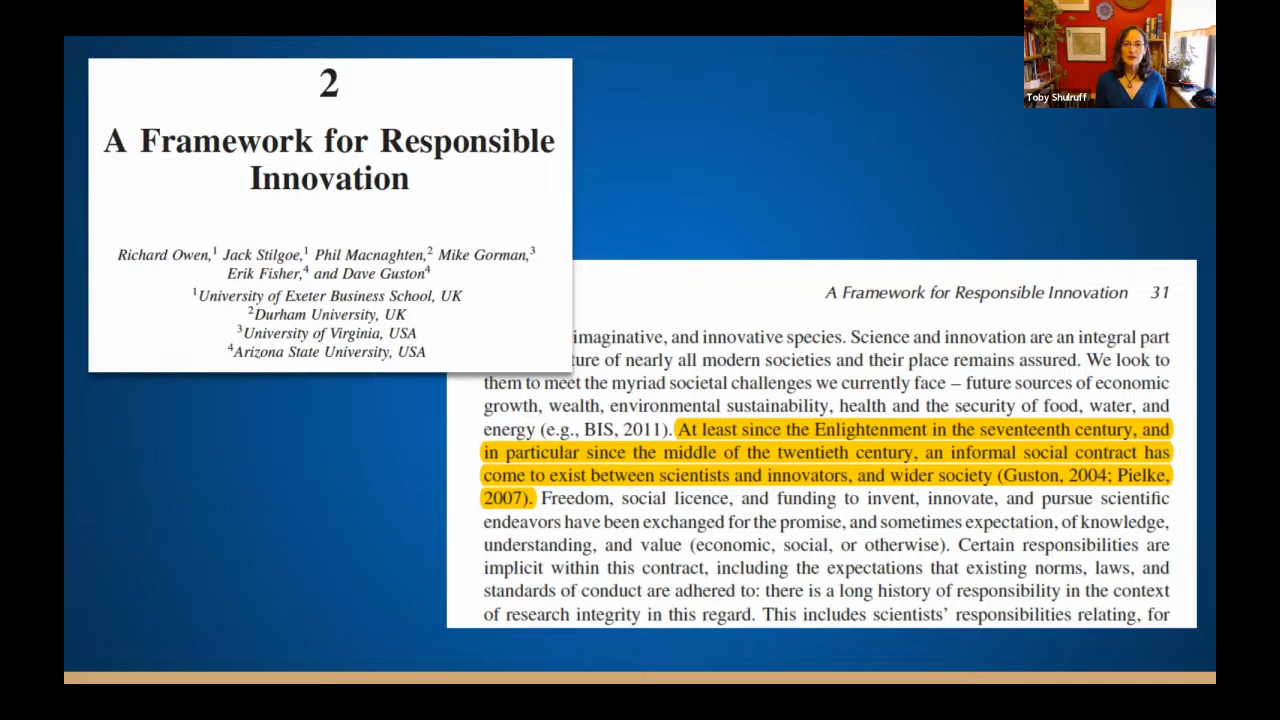 Toby Shulruff
2
A Framework for Responsible
Innovation
Richard Owen,1 Jack Stilgoe,1 Phil Macnaghten,2 Mike Gorman,3
Erik Fisher,4 and Dave Guston4
1University of Exeter Business School, UK
2Durham University, UK
3University of Virginia, USA
4Arizona State University, USA
A Framework for Responsible Innovation 31
imaginative, and innovative species. Science and innovation are an integral part
ture of nearly all modern societies and their place remains assured. We look to
them to meet the myriad societal challenges we currently face – future sources of economic
growth, wealth, environmental sustainability, health and the security of food, water, and
energy (e.g., BIS, 2011). At least since the Enlightenment in the seventeenth century, and
in particular since the middle of the twentieth century, an informal social contract has
come to exist between scientists and innovators, and wider society (Guston, 2004; Pielke,
2007). Freedom, social licence, and funding to invent, innovate, and pursue scientific
endeavors have been exchanged for the promise, and sometimes expectation, of knowledge,
understanding, and value (economic, social, or otherwise). Certain responsibilities are
implicit within this contract, including the expectations that existing norms, laws, and
standards of conduct are adhered to: there is a long history of responsibility in the context
of research integrity in this regard. This includes scientists’ responsibilities relating, for